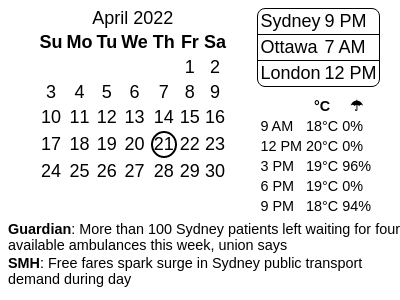 April 2022
Su Mo Tu We Th Fr Sa
1 2
3 4 5 6 7 8 9
10 11 12 13 14 15 16
17 18 19 20 21 22 23
24 25 26 27 28 29 30
Sydney 9 PM
Ottawa 7 AM
London 12 PM
°C ☂
9 AM 18°C 0%
12 PM 20°C 0%
3 PM 19°C 96%
6 PM 19°C 0%
9 PM 18°C 94%
Guardian: More than 100 Sydney patients left waiting for four
available ambulances this week, union says
SMH: Free fares spark surge in Sydney public transport
demand during day